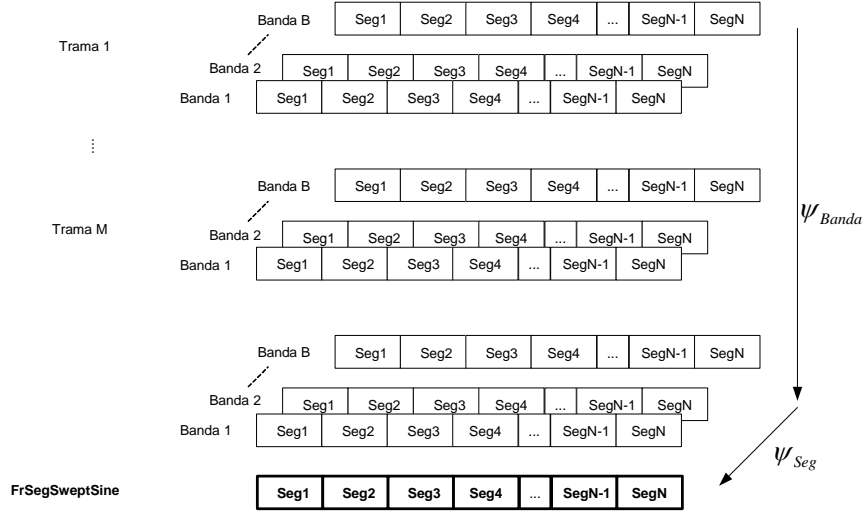 Banda B Seg1 Seg2 Seg3 Seg4 ... SegN-1 SegN
Trama 1
Banda 2 Seg1 Seg2 Seg3 Seg4 ... SegN-1 SegN
Banda 1 Seg1 Seg2 Seg3 Seg4 ... SegN-1 SegN
....
Banda B Seg1 Seg2 Seg3 Seg4 ... SegN-1 SegN
ψBanda
Trama M
Banda 2 Seg1 Seg2 Seg3 Seg4 ... SegN-1 SegN
Banda 1 Seg1 Seg2 Seg3 Seg4 ... SegN-1 SegN
Banda B Seg1 Seg2 Seg3 Seg4 ... SegN-1 SegN
Banda 2 Seg1 Seg2 Seg3 Seg4 ... SegN-1 SegN
Banda 1 Seg1 Seg2 Seg3 Seg4 ... SegN-1 SegN
ψSeg
FrSegSweptSine Seg1 Seg2 Seg3 Seg4 ... SegN-1 SegN